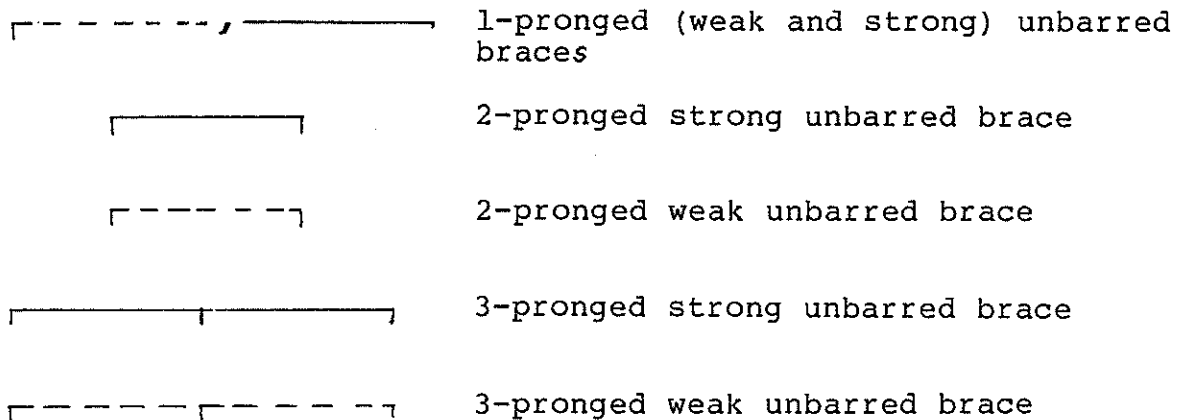 1-pronged (weak and strong) unbarred
braces
2-pronged strong unbarred brace
2-pronged weak unbarred brace
3-pronged strong unbarred brace
3-pronged weak unbarred brace